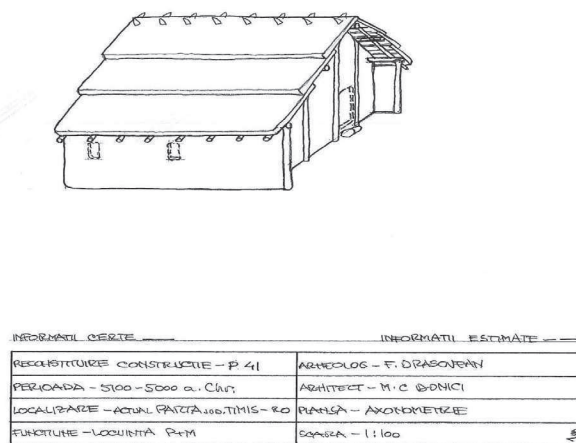 INFORMATII CERTE
INFORMATII ESTIMATE
RECONSTITUIRE CONSTRUCTIE - P. 41
ARHEOLOG - F. DRASOVEAN
PERIOADA - 5100-5000 a. Chr.
ARHITECT - M. C
LOCALIZARE - ACTUAL PARTA JUD. TIMIS - RO
PLANSA - AXONOMETRIE
FUNCTIUNE - LOCUINTA P+M
SCARA - 1:100